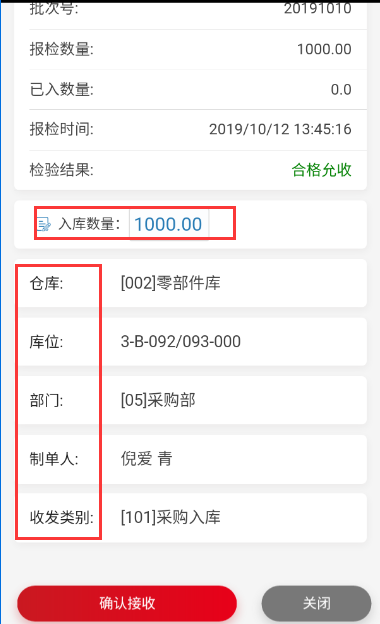 批次号: 20191010
报检数量: 1000.00
已入数量: 0.0
报检时间: 2019/10/12 13:45:16
检验结果: 合格允收
入库数量: 1000.00
仓库: [002]零部件库
库位: 3-B-092/093-000
部门: [05]采购部
制单人: 倪爱 青
收发类别: [101]采购入库
确认接收 关闭